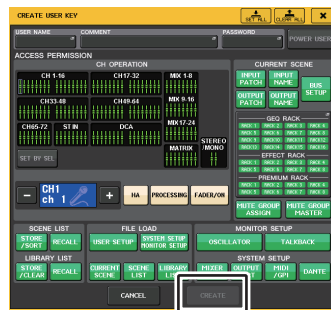 CREATE USER KEY
SET ALL
CLEAR ALL
USER NAME
COMMENT
PASSWORD
POWER USER
ACCESS PERMISSION
CH OPERATION
CH 1-16
CH17-32
MIX 1-8
CH33-48
CH49-64
MIX 9-16
CH65-72
ST IN
DCA
MIX17-24
MATRIX
STEREO
/MONO
SET BY SEL
CH1
ch 1
HA
PROCESSING
FADER/ON
CURRENT SCENE
INPUT PATCH
INPUT NAME
BUS SETUP
OUTPUT PATCH
OUTPUT NAME
GEQ RACK
EFFECT RACK
PREMIUM RACK
MUTE GROUP ASSIGN
MUTE GROUP MASTER
SCENE LIST
STORE /SORT
RECALL
FILE LOAD
USER SETUP
SYSTEM SETUP
MONITOR SETUP
MONITOR SETUP
OSCILLATOR
TALKBACK
LIBRARY LIST
STORE /CLEAR
RECALL
CURRENT SCENE
SCENE LIST
LIBRARY LIST
SYSTEM SETUP
MIXER
OUTPUT
MIDI /GPI
DANTE
CANCEL
CREATE